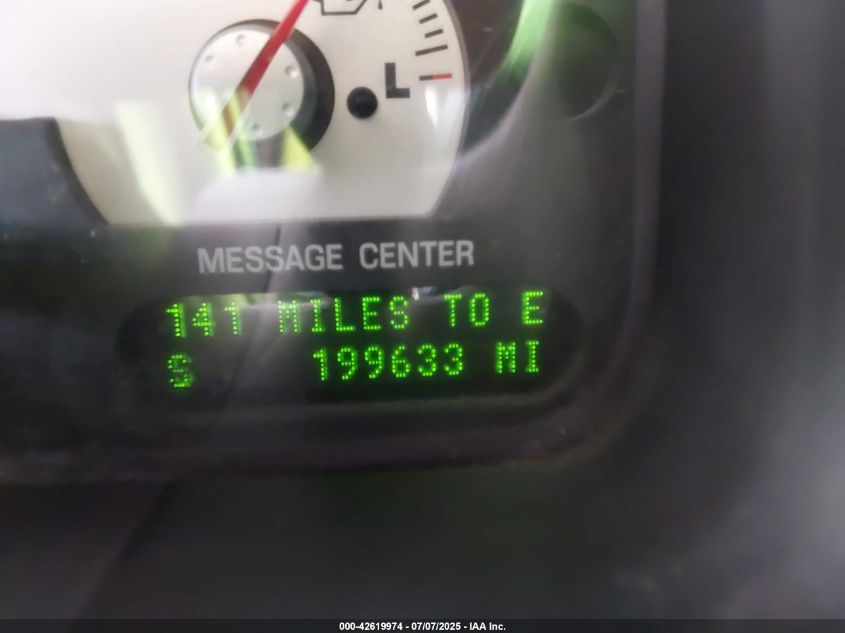 L
MESSAGE CENTER
141 MILES TO E
S 199633 MI
000-42619974 - 07/07/2025 - IAA Inc.